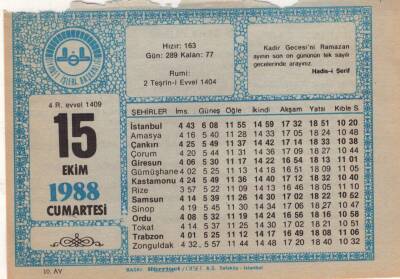 Hızır: 163
Gün: 289 Kalan: 77
Rumi:
2 Teşrin-i Evvel 1404
Kadir Gecesi'ni Ramazan
ayının son on gününün tek sayılı
gecelerinde arayınız.
Hadis-i Şerif
4 R. evvel 1409
15
EKİM
1988
CUMARTESİ
10. AY
ŞEHİRLER İms. Güneş Öğle İkindi Akşam Yatsı Kıble S.
İstanbul 4 43 6 08 11 55 14 59 17 32 18 51 10 20
Amasya 4 16 5 40 11 28 14 33 17 05 18 24 10 48
Çankırı 4 25 5 49 11 37 14 42 17 14 18 33 10 38
Çorum 4 20 5 44 11 32 14 37 17 09 18 28 10 44
Giresun 4 06 5 30 11 17 14 22 16 54 18 13 11 01
Gümüşhane 4 02 5 25 11 13 14 18 16 51 18 09 11 05
Kastamonu 4 24 5 49 11 36 14 40 17 12 18 32 10 40
Rize 3 57 5 22 11 09 14 13 16 46 18 05 11 10
Samsun 4 14 5 39 11 26 14 30 17 02 18 22 10 52
Sinop 4 19 5 45 11 30 14 34 17 06 18 26 10 47
Ordu 4 08 5 32 11 19 14 24 16 56 18 16 10 58
Tokat 4 14 5 37 11 25 14 30 17 02 18 21 10 51
Trabzon 4 01 5 25 11 12 14 17 16 49 18 08 11 06
Zonguldak 4 32 5 57 11 44 14 48 17 20 18 40 10 32
BASKI Hürriyet OFSET A.Ş. Sefaköy - İstanbul